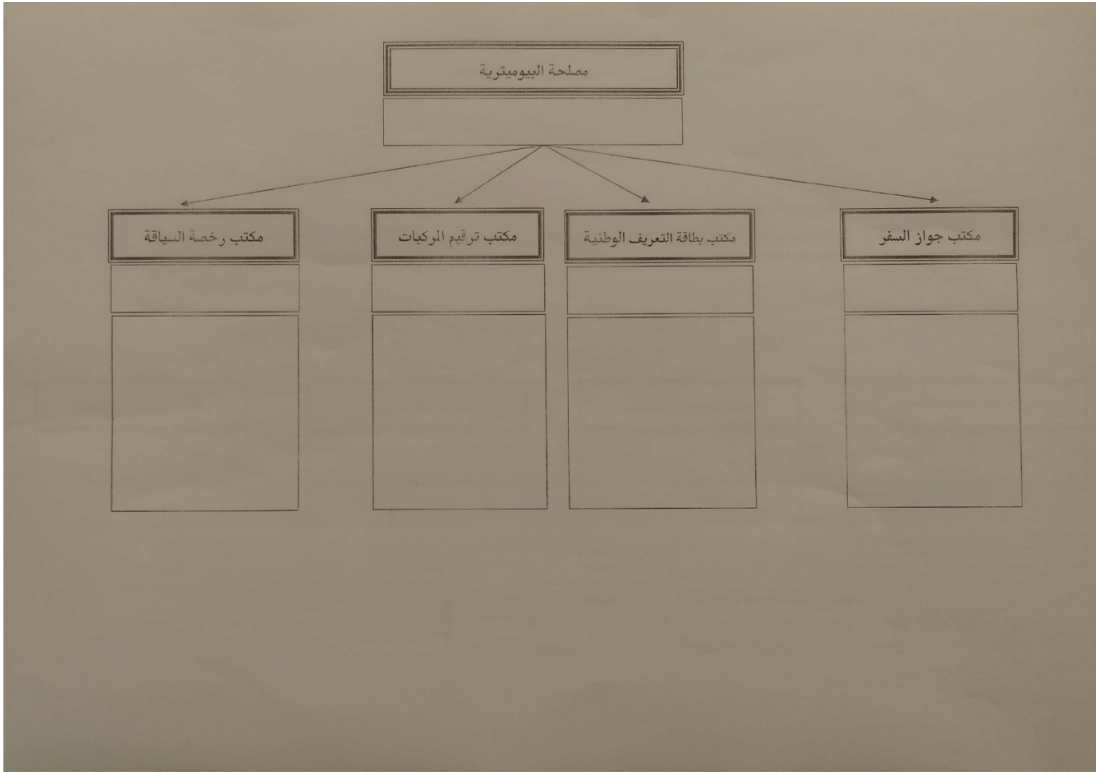 مصلحة البيوميترية
مكتب جواز السفر
مكتب بطاقة التعريف الوطنية
مكتب ترقيم المركبات
مكتب رخصة السياقة